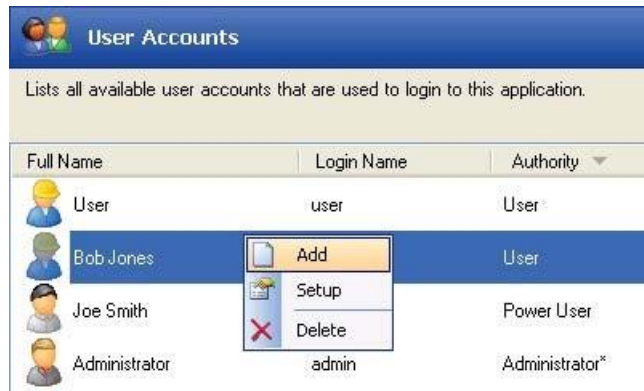 User Accounts
Lists all available user accounts that are used to login to this application.
Full Name Login Name Authority
User user User
Bob Jones User
Add
Setup
Joe Smith Power User
Delete
Administrator admin Administrator*